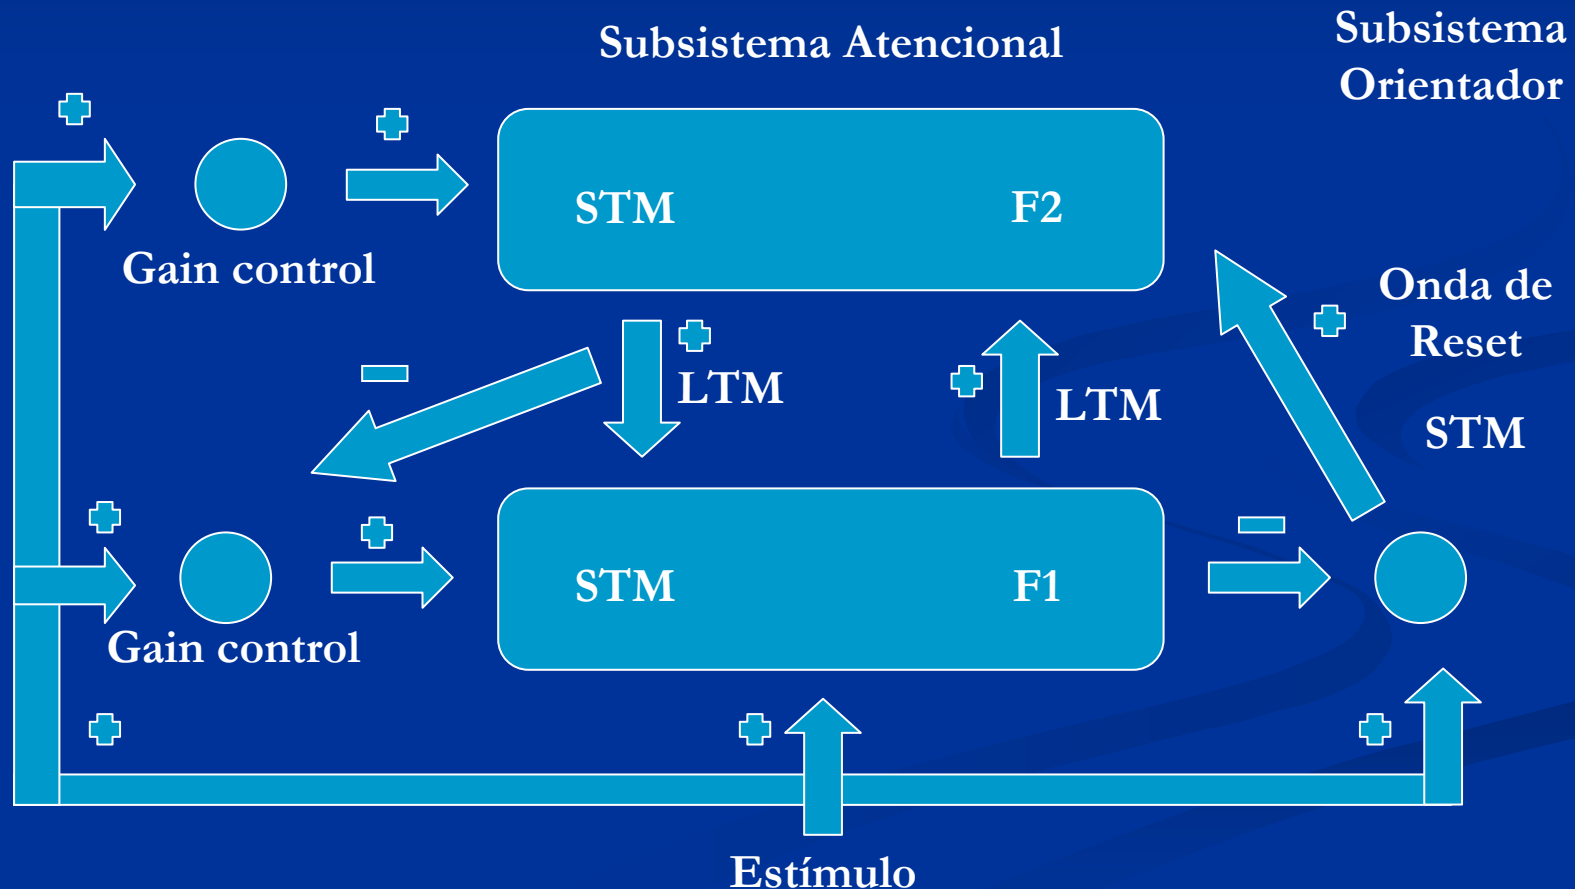 Subsistema Atencional
Subsistema
Orientador
STM
F2
Gain control
Onda de
Reset
LTM
LTM
STM
STM
F1
Gain control
Estímulo